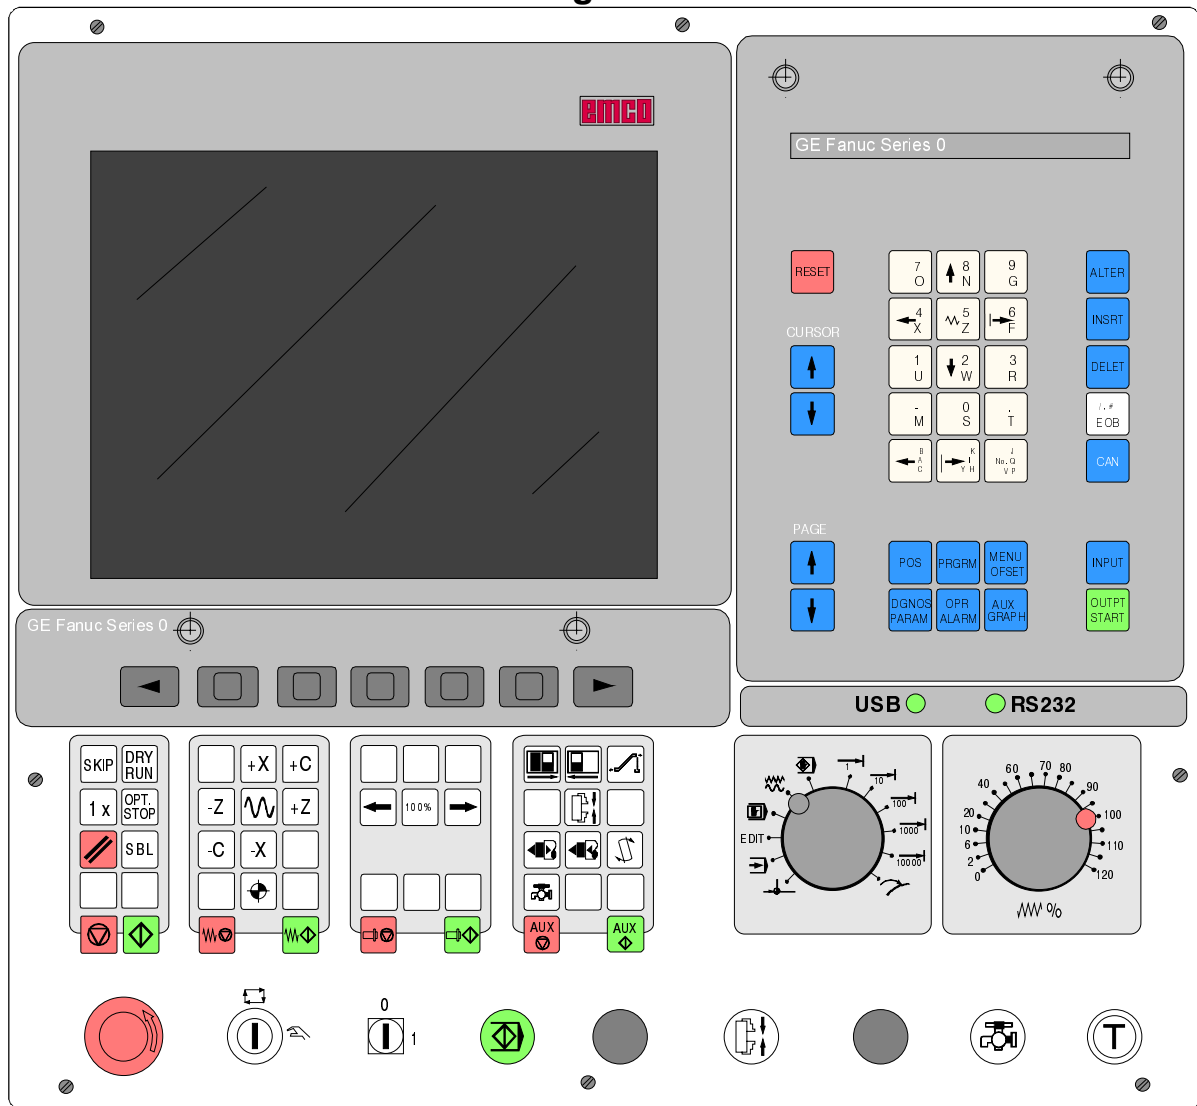 emco
GE Fanuc Series 0
RESET
7
O
8
N
9
G
ALTER
4
X
5
Z
6
F
INSRT
CURSOR
1
U
2
W
3
R
DELET
-
M
0
S
.
T
/ . #
EOB
B
A
C
K
I
Y H
J
No. Q
V P
CAN
PAGE
POS
PRGRM
MENU
OFSET
INPUT
DGNOS
PARAM
OPR
ALARM
AUX
GRAPH
OUTPT
START
GE Fanuc Series 0
USB
RS232
SKIP
DRY
RUN
1 x
OPT.
STOP
SBL
+X
+C
-Z
+Z
-C
-X
100%
AUX
AUX
1
10
100
1000
10000
EDIT
0
2
6
10
20
40
60
70
80
90
100
110
120
%
0
1
T